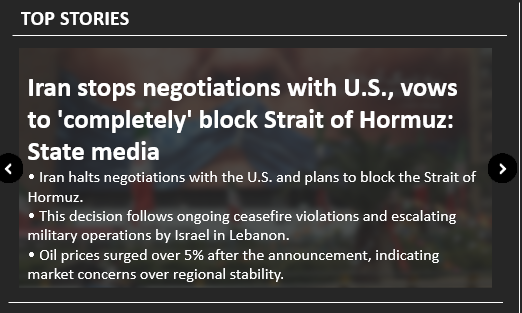 TOP STORIES
Iran stops negotiations with U.S., vows
to 'completely' block Strait of Hormuz:
State media
• Iran halts negotiations with the U.S. and plans to block the Strait of
Hormuz.
• This decision follows ongoing ceasefire violations and escalating
military operations by Israel in Lebanon.
• Oil prices surged over 5% after the announcement, indicating
market concerns over regional stability.